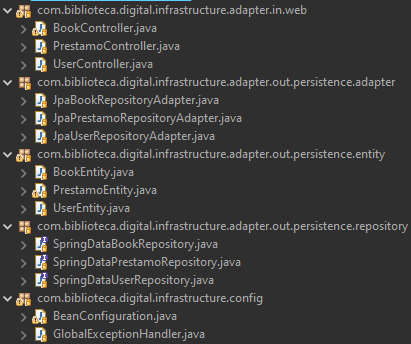 com.biblioteca.digital.infrastructure.adapter.in.web
BookController.java
PrestamoController.java
UserController.java
com.biblioteca.digital.infrastructure.adapter.out.persistence.adapter
JpaBookRepositoryAdapter.java
JpaPrestamoRepositoryAdapter.java
JpaUserRepositoryAdapter.java
com.biblioteca.digital.infrastructure.adapter.out.persistence.entity
BookEntity.java
PrestamoEntity.java
UserEntity.java
com.biblioteca.digital.infrastructure.adapter.out.persistence.repository
SpringDataBookRepository.java
SpringDataPrestamoRepository.java
SpringDataUserRepository.java
com.biblioteca.digital.infrastructure.config
BeanConfiguration.java
GlobalExceptionHandler.java